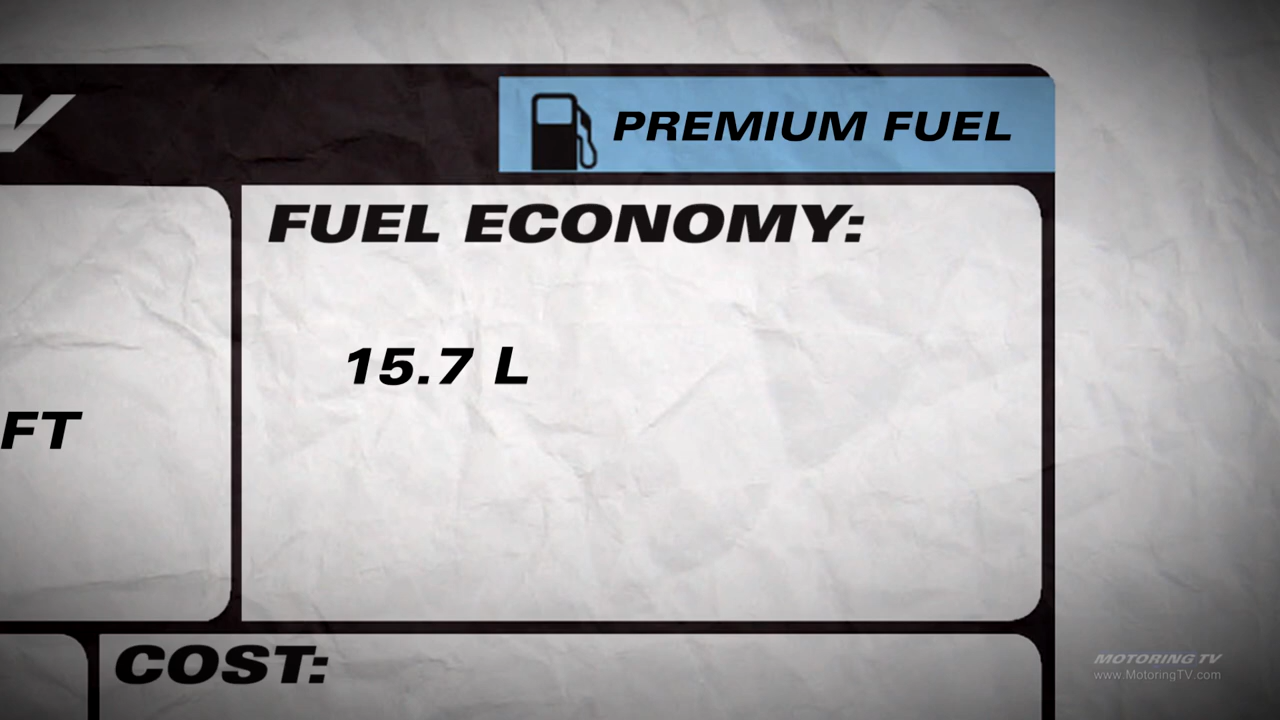 V
PREMIUM FUEL
FUEL ECONOMY:
15.7 L
FT
COST:
MOTORING TV
www.MotoringTV.com